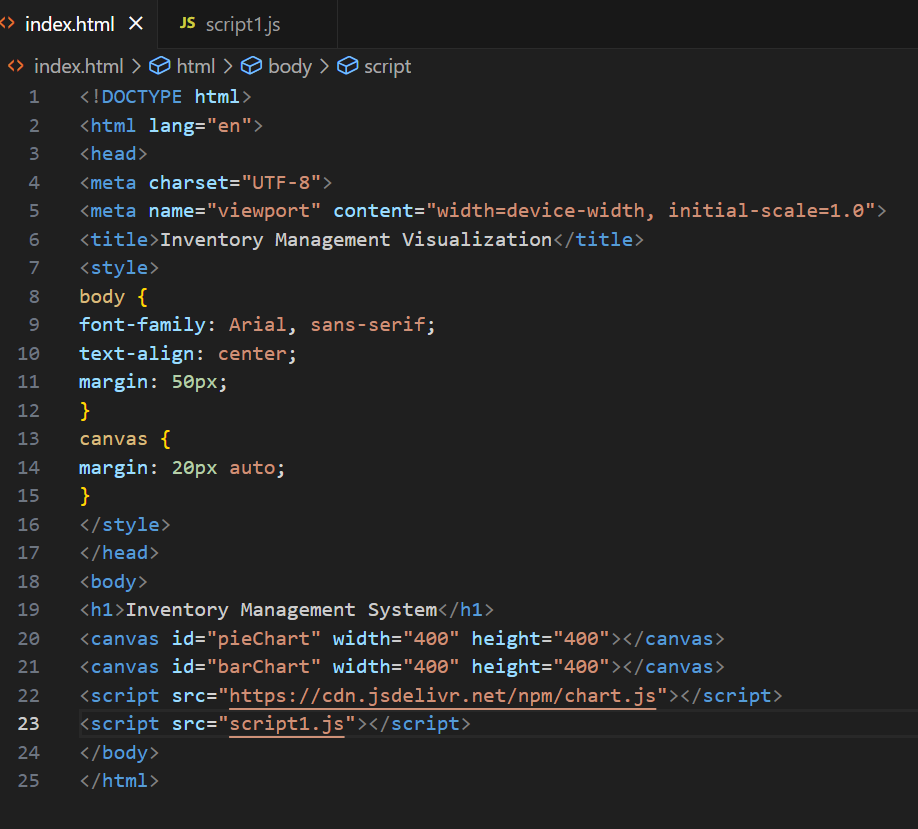 <> index.html ×
JS script1.js
<> index.html > html > body > script
1 <!DOCTYPE html>
2 <html lang="en">
3 <head>
4 <meta charset="UTF-8">
5 <meta name="viewport" content="width=device-width, initial-scale=1.0">
6 <title>Inventory Management Visualization</title>
7 <style>
8 body {
9 font-family: Arial, sans-serif;
10 text-align: center;
11 margin: 50px;
12 }
13 canvas {
14 margin: 20px auto;
15 }
16 </style>
17 </head>
18 <body>
19 <h1>Inventory Management System</h1>
20 <canvas id="pieChart" width="400" height="400"></canvas>
21 <canvas id="barChart" width="400" height="400"></canvas>
22 <script src="https://cdn.jsdelivr.net/npm/chart.js"></script>
23 <script src="script1.js"></script>
24 </body>
25 </html>